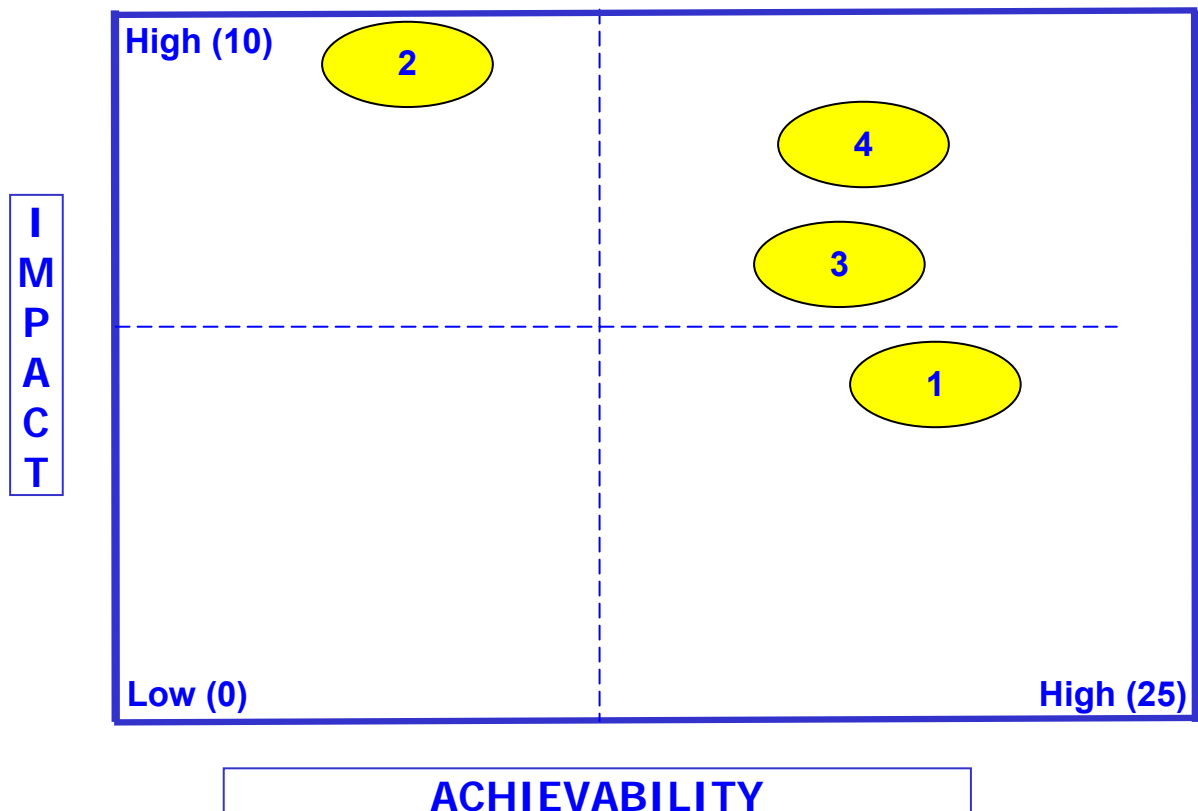 High (10)
2
4
I
M
P
A
C
T
3
1
Low (0)
High (25)
ACHIEVABILITY